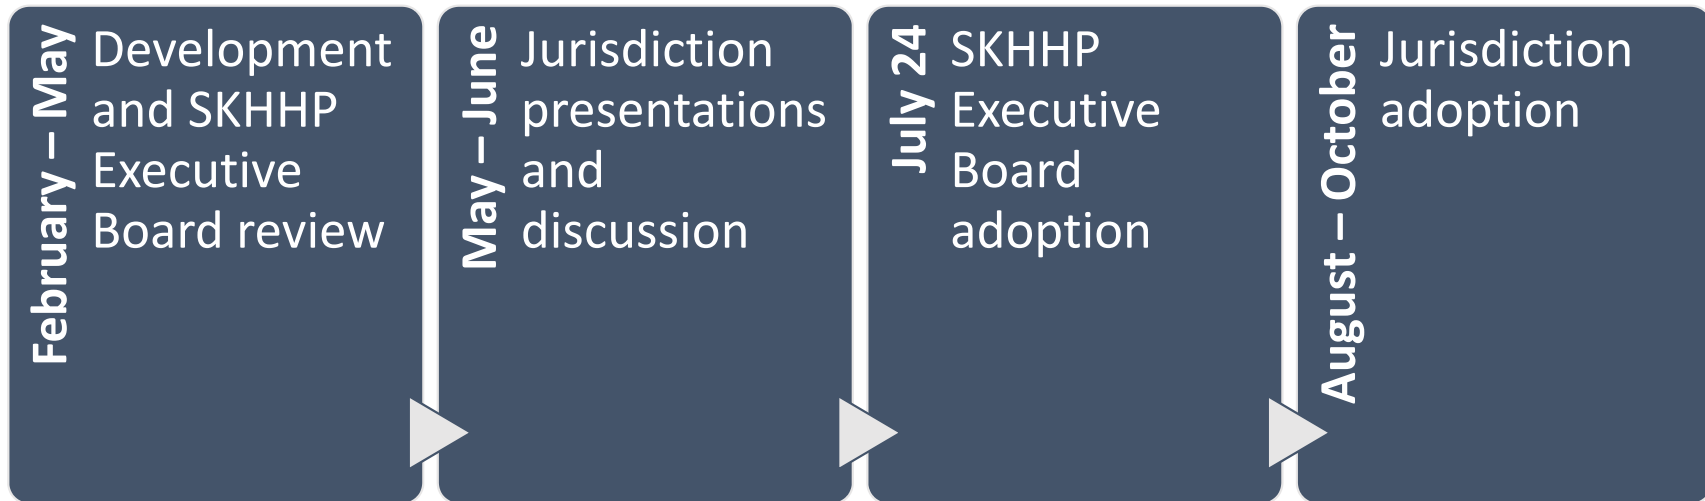 February – May
Development
and SKHHP
Executive
Board review
May – June
Jurisdiction
presentations
and
discussion
July 24
SKHHP
Executive
Board
adoption
August – October
Jurisdiction
adoption